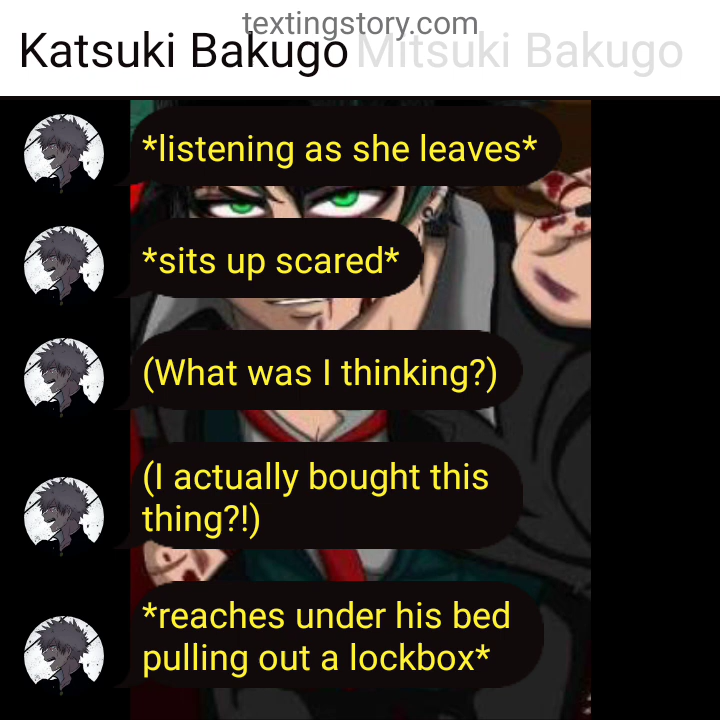 textingstory.com
Katsuki Bakugo Mitsuki Bakugo
*listening as she leaves*
*sits up scared*
(What was I thinking?)
(I actually bought this
thing?!)
*reaches under his bed
pulling out a lockbox*